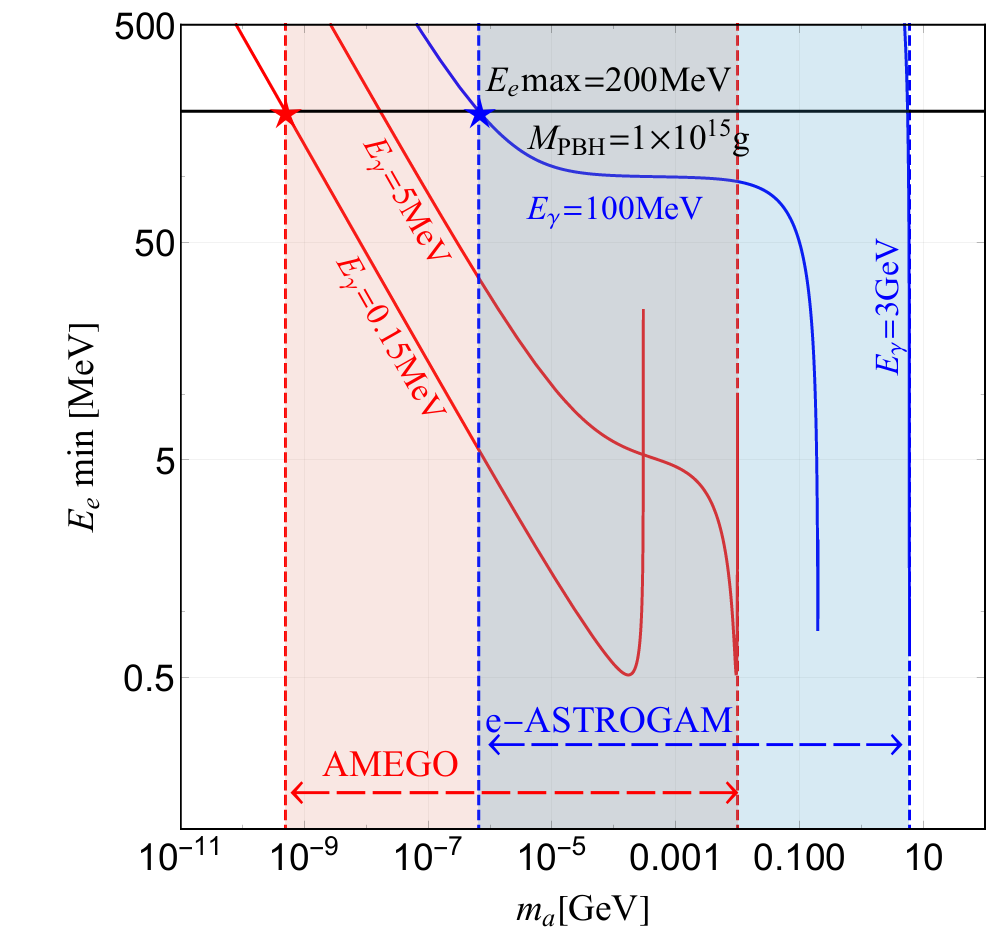 500
50
5
0.5
E_e min [MeV]
E_e max=200MeV
M_PBH=1×10^15 g
E_γ=5MeV
E_γ=0.15MeV
E_γ=100MeV
E_γ=3GeV
e-ASTROGAM
AMEGO
10^-11 10^-9 10^-7 10^-5 0.001 0.100 10
m_a[GeV]